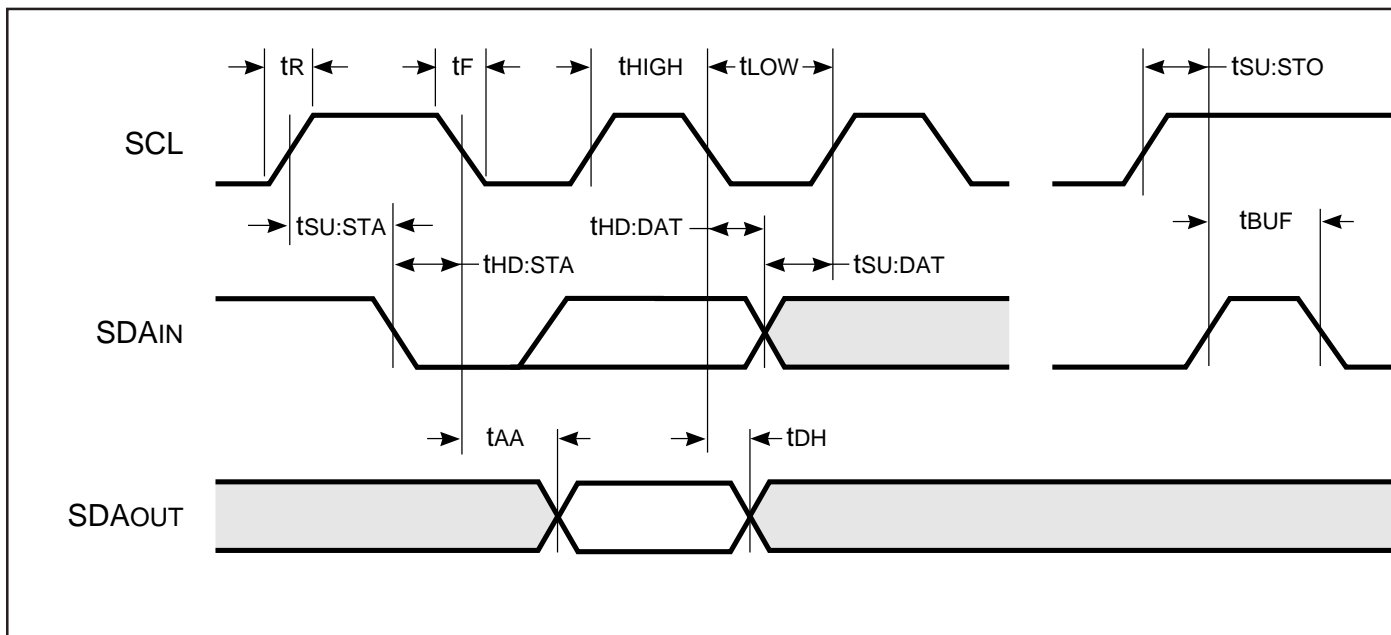 tR
tF
tHIGH
tLOW
tSU:STO
SCL
tSU:STA
tHD:DAT
tBUF
tHD:STA
tSU:DAT
SDAIN
tAA
tDH
SDAOUT